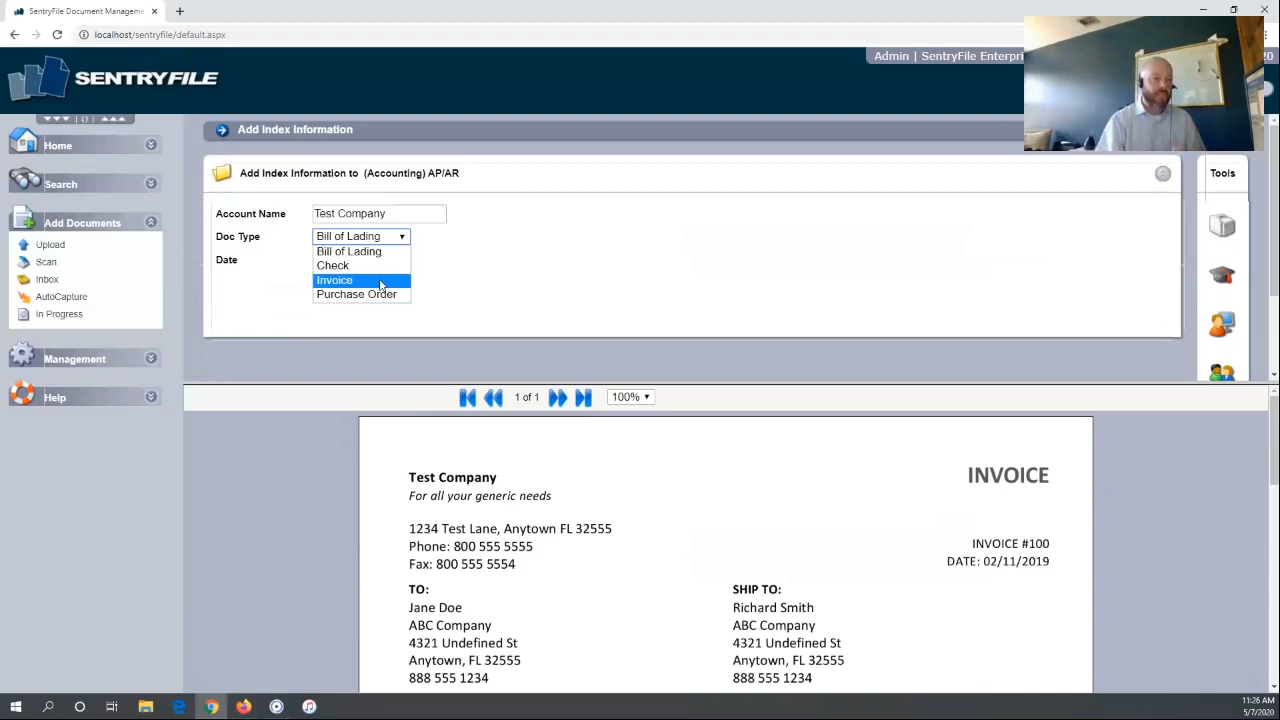 SentryFile Document Manageme
localhost/sentryfile/default.aspx
Admin | SentryFile Enterpri
20
SENTRYFILE
Home
Search
Add Documents
Upload
Scan
Inbox
AutoCapture
In Progress
Management
Help
Add Index Information
Add Index Information to (Accounting) AP/AR
Account Name
Test Company
Doc Type
Bill of Lading
Bill of Lading
Check
Invoice
Purchase Order
Date
Tools
1 of 1
100%
Test Company
INVOICE
For all your generic needs
1234 Test Lane, Anytown FL 32555
Phone: 800 555 5555
Fax: 800 555 5554
INVOICE #100
DATE: 02/11/2019
TO:
Jane Doe
ABC Company
4321 Undefined St
Anytown, FL 32555
888 555 1234
SHIP TO:
Richard Smith
ABC Company
4321 Undefined St
Anytown, FL 32555
888 555 1234
11:26 AM
5/7/2020